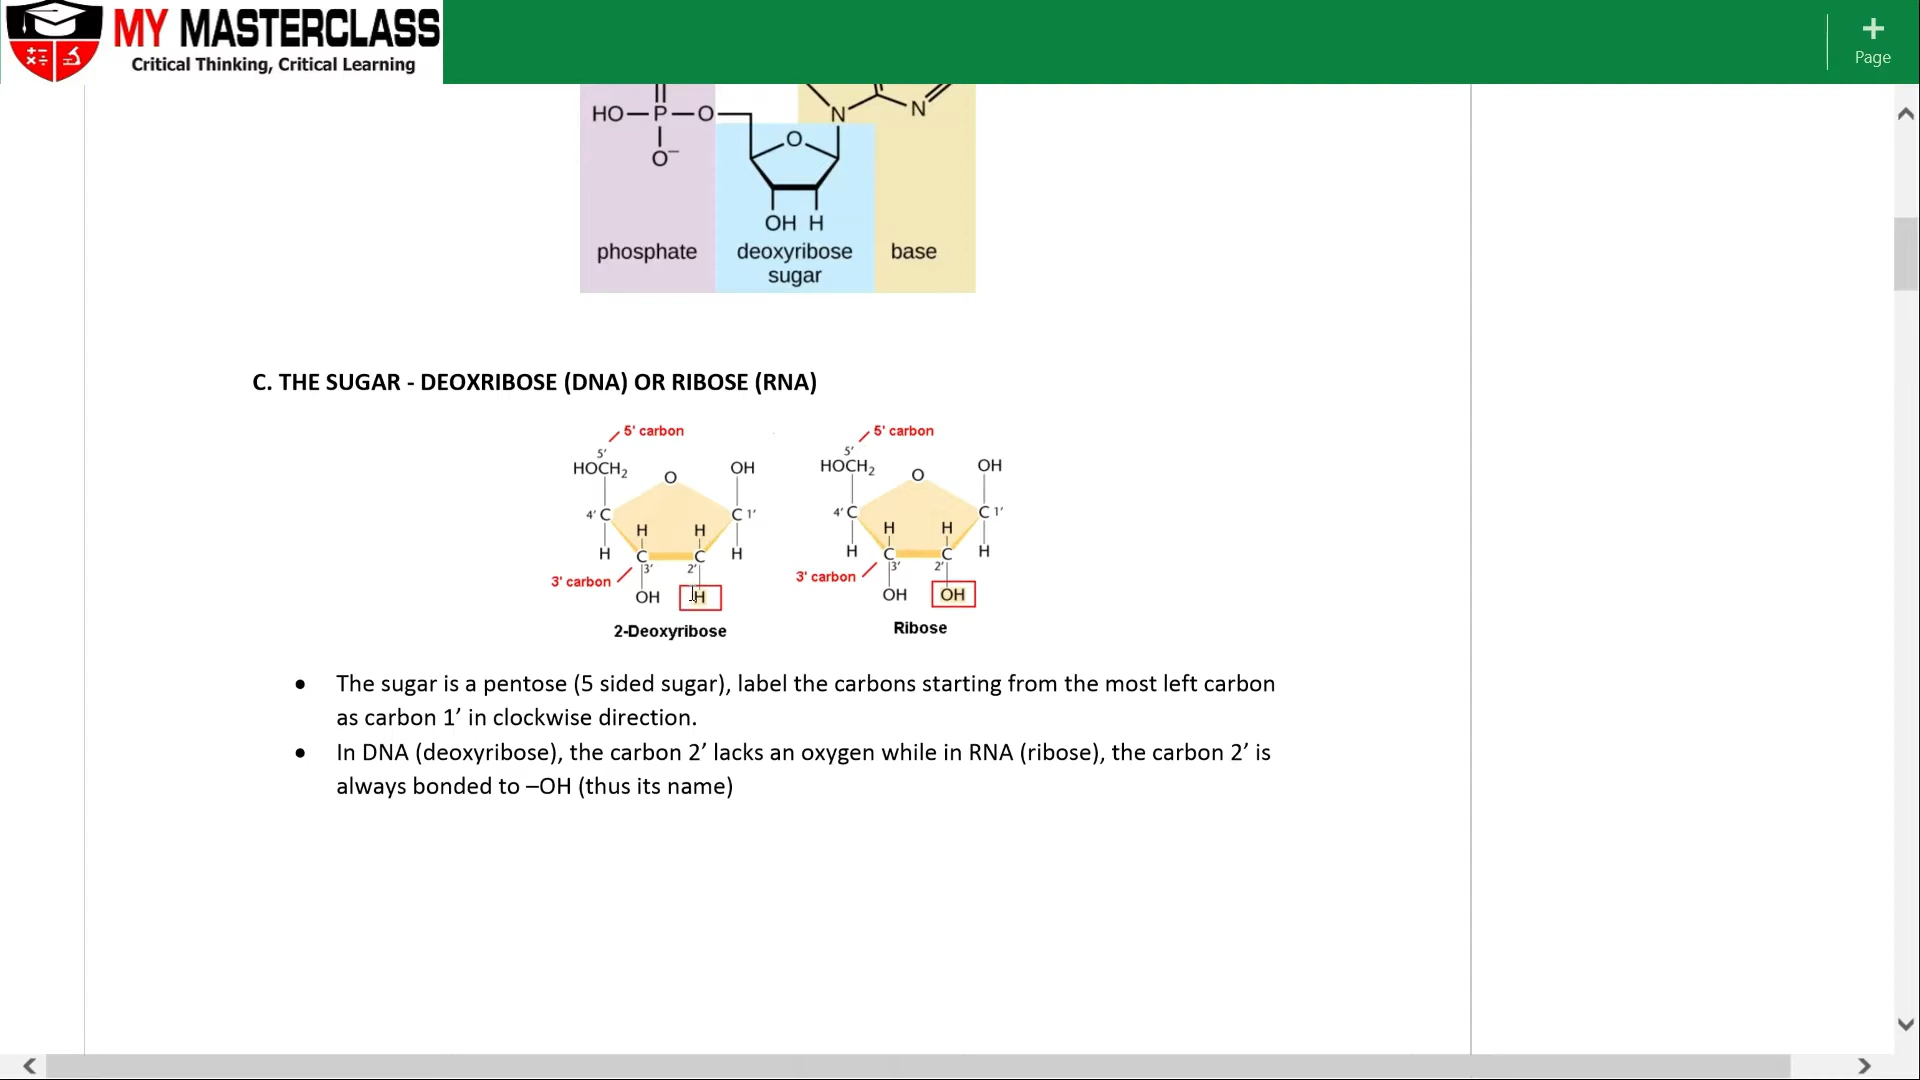 MY MASTERCLASS
Critical Thinking, Critical Learning
+
Page
HO—P—O
N
N
O
O–
OH H
phosphate
deoxyribose
sugar
base
C. THE SUGAR - DEOXRIBOSE (DNA) OR RIBOSE (RNA)
5' carbon
5'
HOCH2
O
OH
4' C
C 1'
H
H
H
C
C
H
3'
2'
3' carbon
OH
H
2-Deoxyribose
5' carbon
5'
HOCH2
O
OH
4' C
C 1'
H
H
H
C
C
H
3'
2'
3' carbon
OH
OH
Ribose
• The sugar is a pentose (5 sided sugar), label the carbons starting from the most left carbon
as carbon 1’ in clockwise direction.
• In DNA (deoxyribose), the carbon 2’ lacks an oxygen while in RNA (ribose), the carbon 2’ is
always bonded to –OH (thus its name)